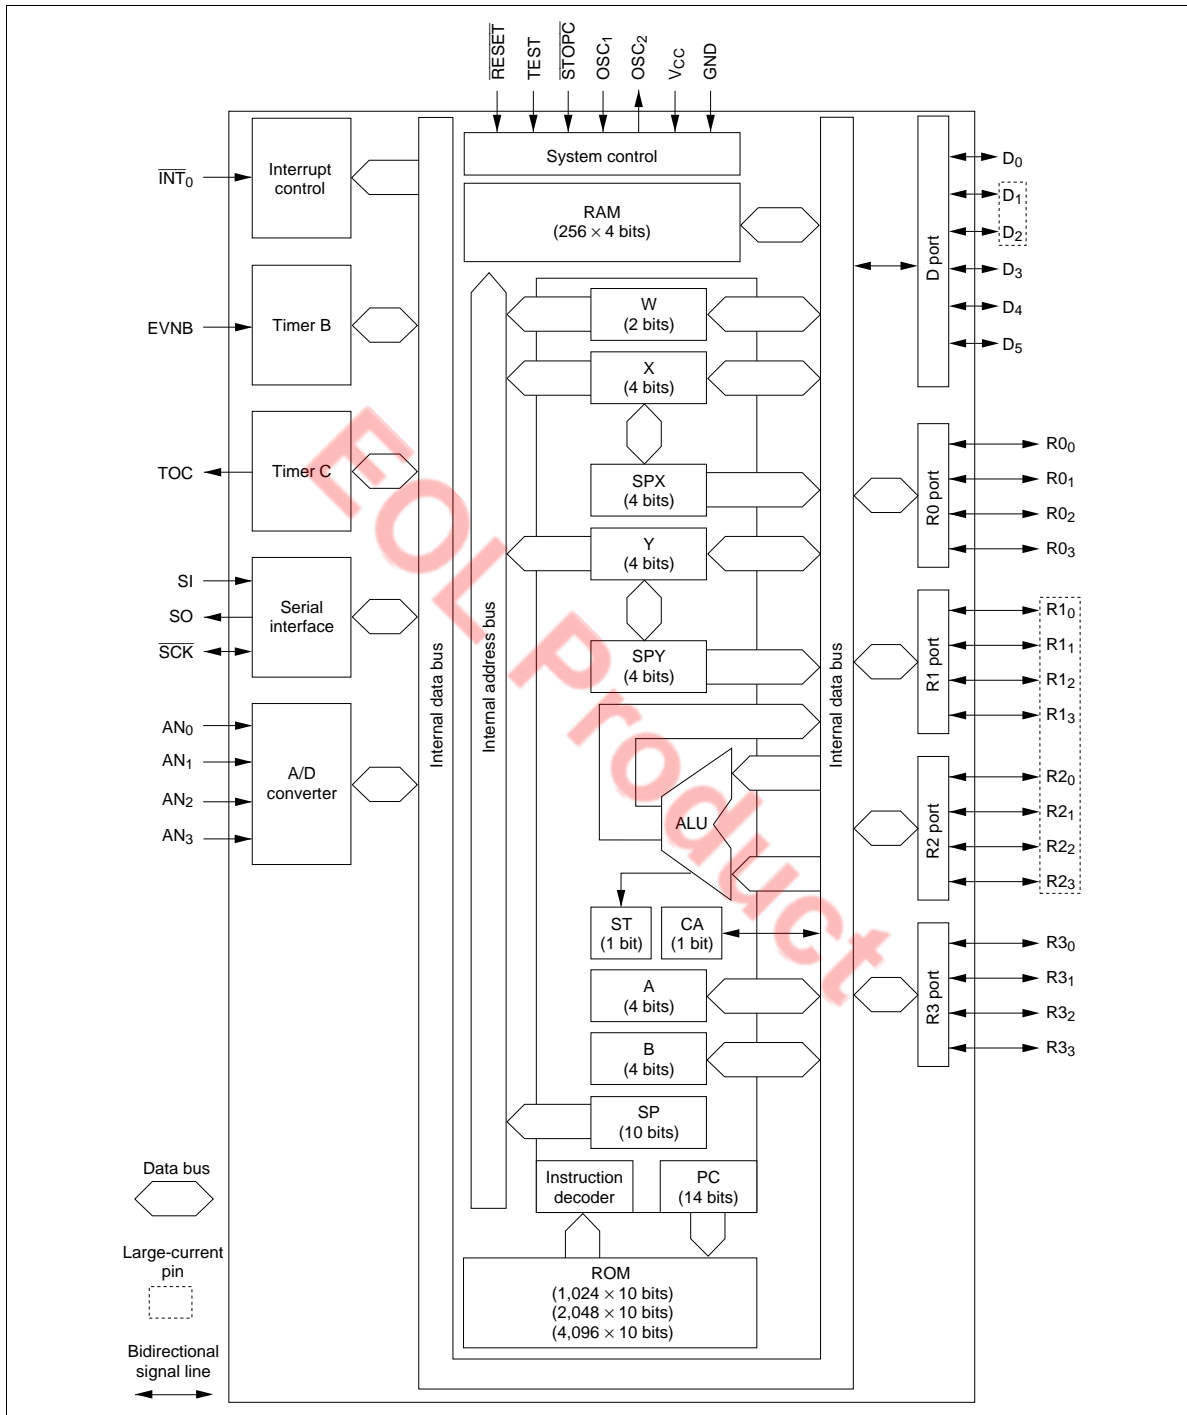 RESET
TEST
STOPC
OSC1
OSC2
VCC
GND
System control
Interrupt
control
INT0
RAM
(256 × 4 bits)
D port
D0
D1
D2
D3
D4
D5
EVNB
Timer B
W
(2 bits)
X
(4 bits)
TOC
Timer C
SPX
(4 bits)
R0 port
R00
R01
R02
R03
Y
(4 bits)
SI
SO
SCK
Serial
interface
Internal data bus
Internal address bus
SPY
(4 bits)
Internal data bus
R1 port
R10
R11
R12
R13
AN0
AN1
AN2
AN3
A/D
converter
ALU
R2 port
R20
R21
R22
R23
ST
(1 bit)
CA
(1 bit)
A
(4 bits)
R3 port
R30
R31
R32
R33
B
(4 bits)
SP
(10 bits)
Instruction
decoder
PC
(14 bits)
ROM
(1,024 × 10 bits)
(2,048 × 10 bits)
(4,096 × 10 bits)
Data bus
Large-current
pin
Bidirectional
signal line
EOL Product